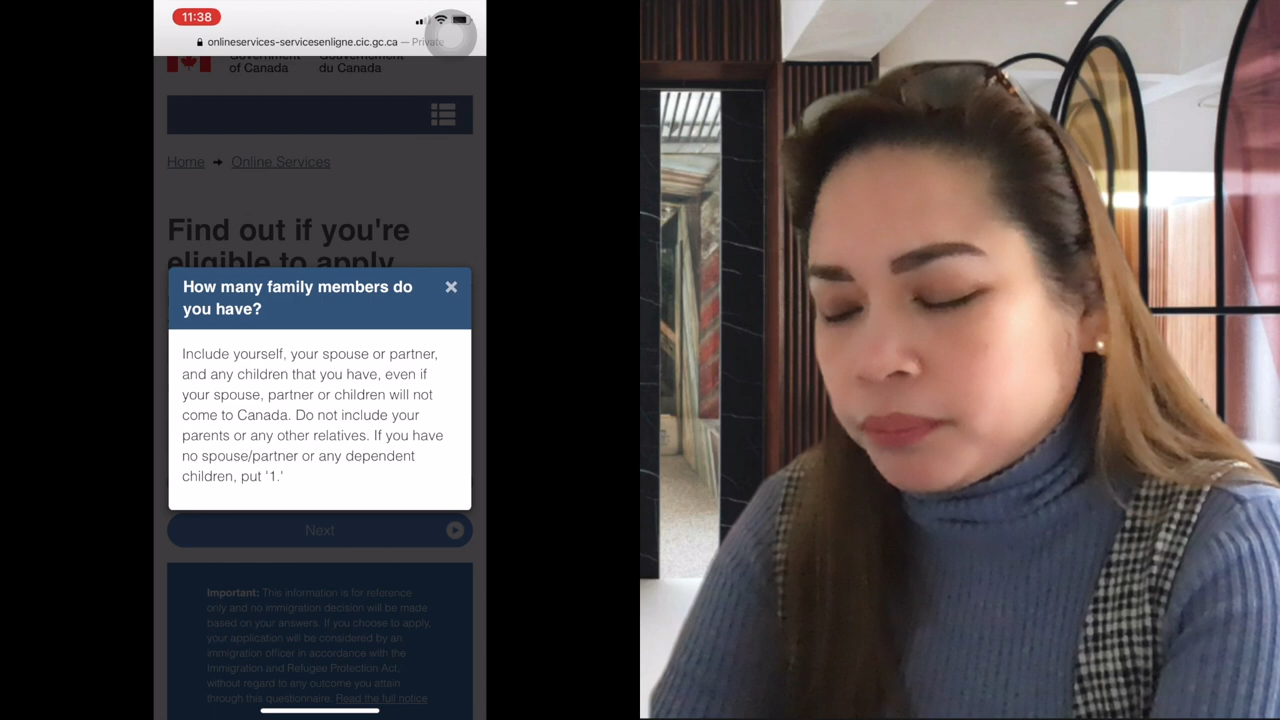 11:38
onlineservices-servicesenligne.cic.gc.ca — Private
Government Gouvernement
of Canada du Canada
Home Online Services
Find out if you're
eligible to apply
How many family members do
you have?
Include yourself, your spouse or partner,
and any children that you have, even if
your spouse, partner or children will not
come to Canada. Do not include your
parents or any other relatives. If you have
no spouse/partner or any dependent
children, put '1.'
Next
Important: This information is for reference
only and no immigration decision will be made
based on your answers. If you choose to apply,
your application will be considered by an
immigration officer in accordance with the
Immigration and Refugee Protection Act,
without regard to any outcome you attain
through this questionnaire. Read the full notice